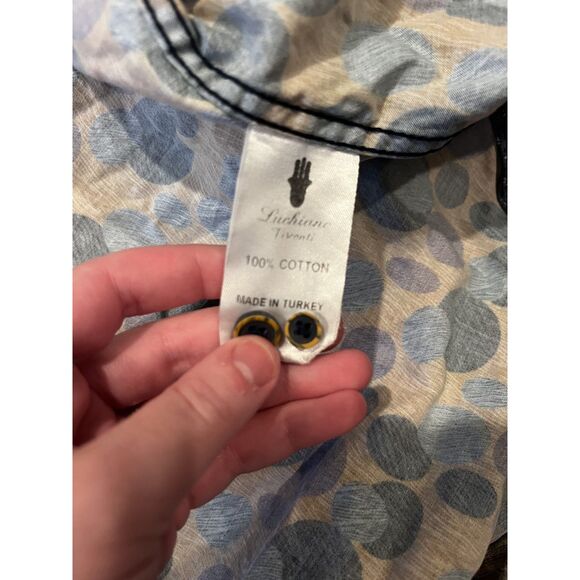 Luchiano
Visconti
100% COTTON
MADE IN TURKEY